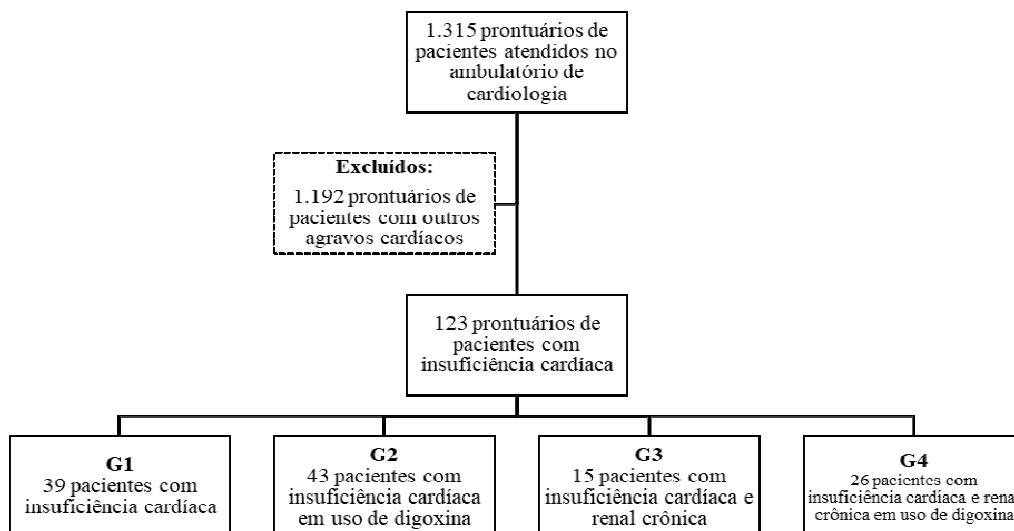 1.315 prontuários de
pacientes atendidos no
ambulatório de
cardiologia
Excluídos:
1.192 prontuários de
pacientes com outros
agravos cardíacos
123 prontuários de
pacientes com
insuficiência cardíaca
G1
39 pacientes com
insuficiência cardíaca
G2
43 pacientes com
insuficiência cardíaca
em uso de digoxina
G3
15 pacientes com
insuficiência cardíaca e
renal crônica
G4
26 pacientes com
insuficiência cardíaca e rena
crônica em uso de digoxina